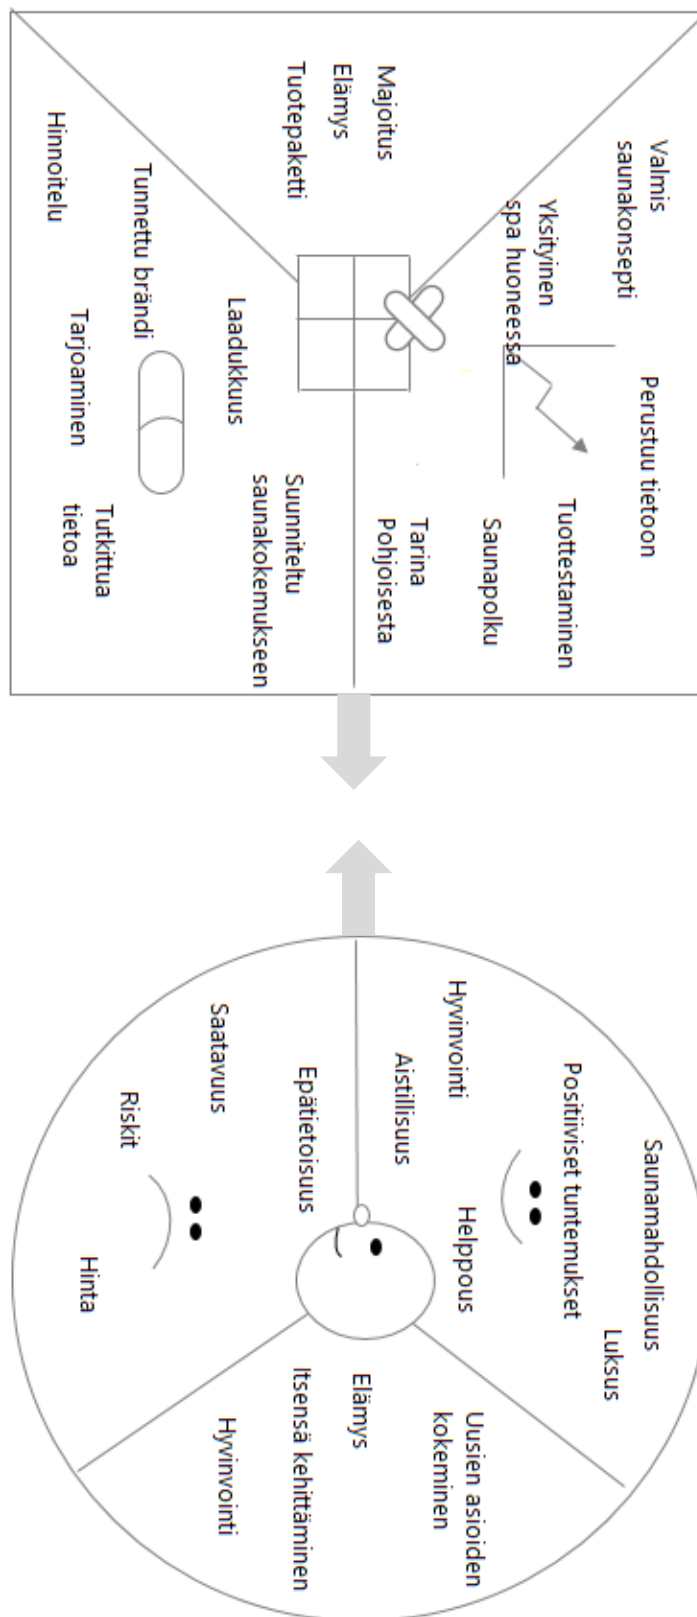 Valmis
saunakonsepti
Perustuu tietoon
Yksityinen
spa huoneessa
Tuottestaminen
Saunapolku
Tarina
Pohjoisesta
Majoitus
Elämys
Tuotepaketti
Laadukkuus
Suunniteltu
saunakokemukseen
Tunnettu brändi
Tarjoaminen
Tutkittua
tietoa
Hinnoitelu
Saunamahdollisuus
Luksus
Positiiviset tuntemukset
Hyvinvointi
Helppous
Aistillisuus
Uusien asioiden
kokeminen
Elämys
Itsensä kehittäminen
Hyvinvointi
Epätietoisuus
Saatavuus
Riskit
Hinta